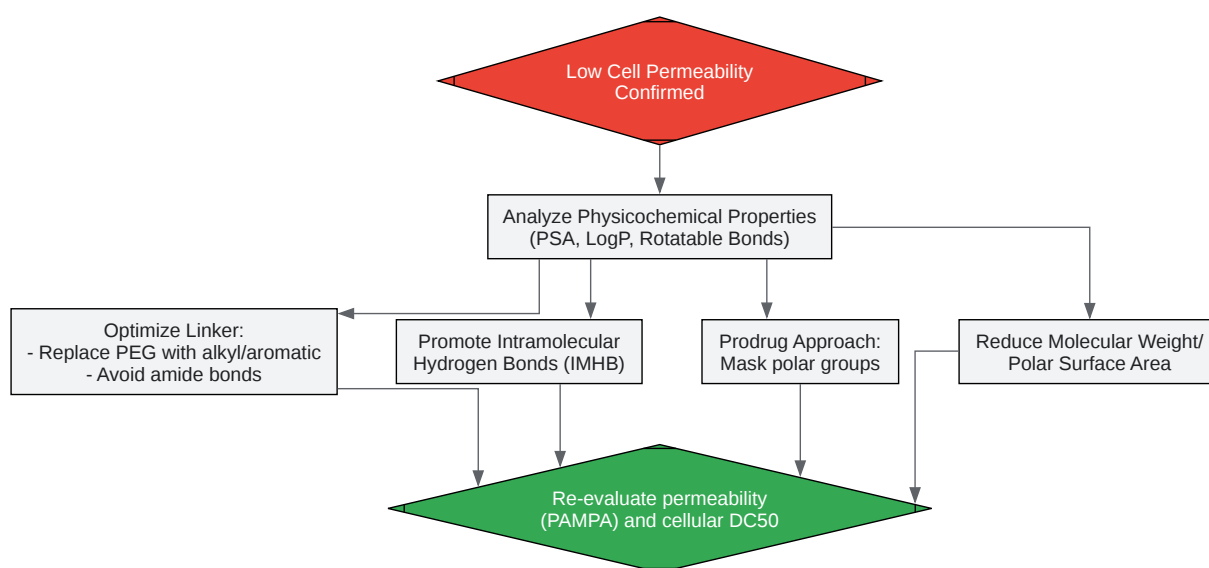 Low Cell Permeability
Confirmed
Analyze Physicochemical Properties
(PSA, LogP, Rotatable Bonds)
Optimize Linker:
- Replace PEG with alkyl/aromatic
- Avoid amide bonds
Promote Intramolecular
Hydrogen Bonds (IMHB)
Prodrug Approach:
Mask polar groups
Reduce Molecular Weight/
Polar Surface Area
Re-evaluate permeability
(PAMPA) and cellular DC50